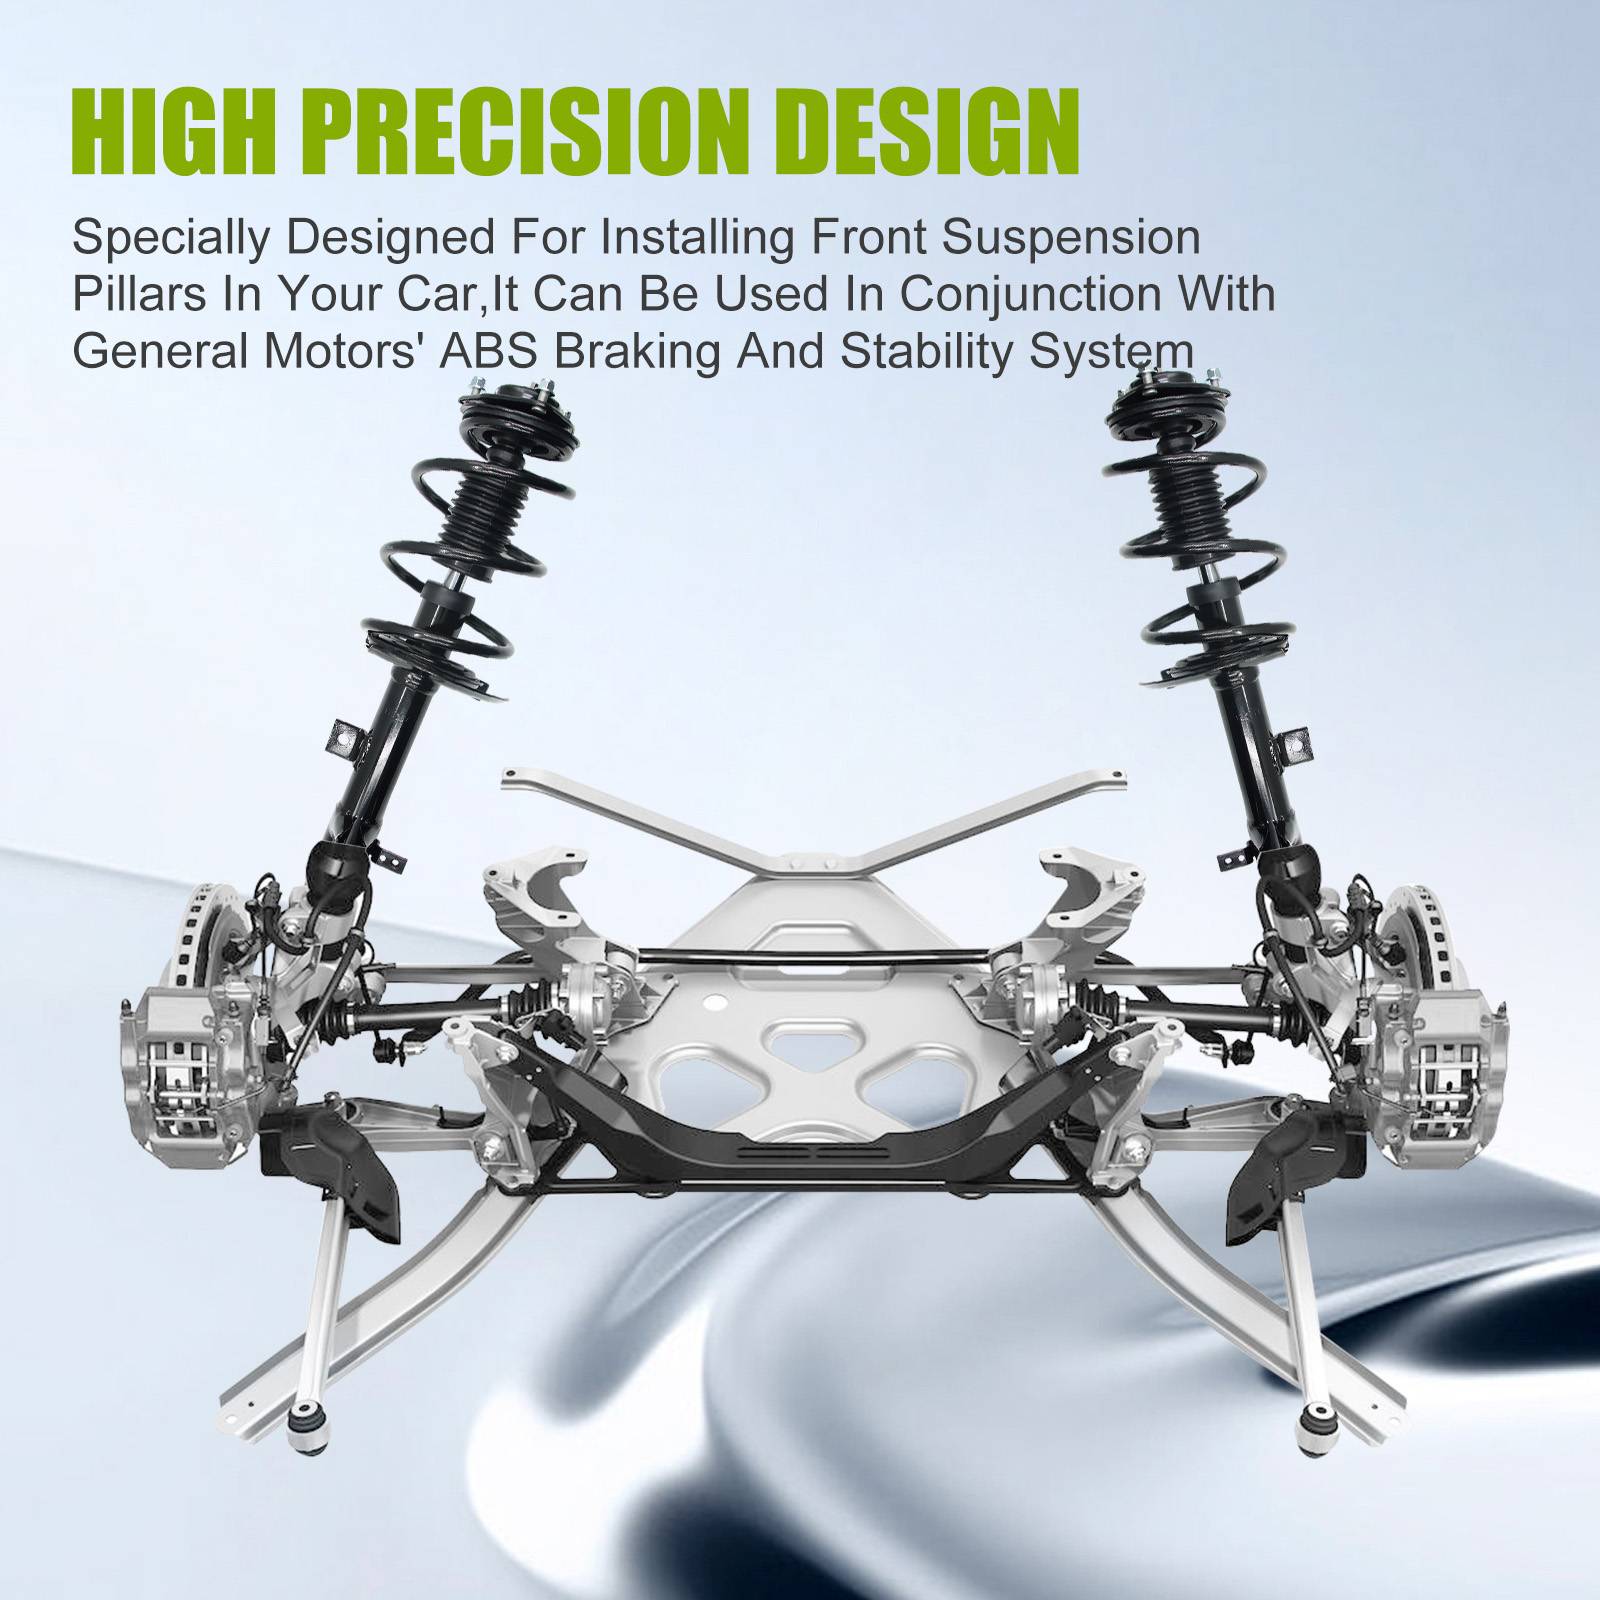 HIGH PRECISION DESIGN
Specially Designed For Installing Front Suspension
Pillars In Your Car,It Can Be Used In Conjunction With
General Motors' ABS Braking And Stability System